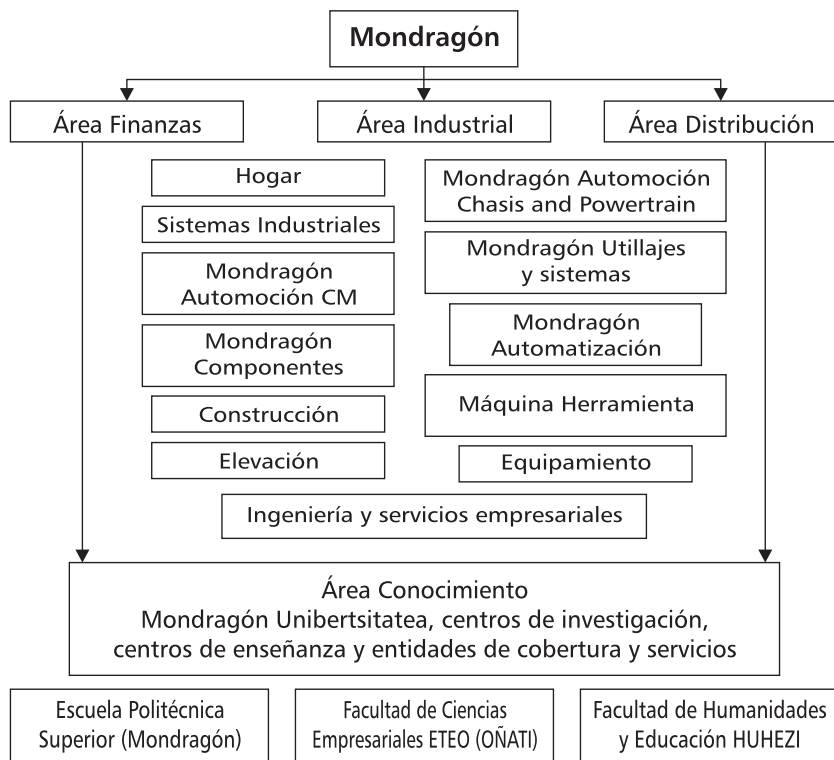 Mondragón
Área Finanzas
Área Industrial
Área Distribución
Hogar
Sistemas Industriales
Mondragón
Automoción CM
Mondragón
Componentes
Construcción
Elevación
Mondragón Automoción
Chasis and Powertrain
Mondragón Utillajes
y sistemas
Mondragón
Automatización
Máquina Herramienta
Equipamiento
Ingeniería y servicios empresariales
Área Conocimiento
Mondragón Unibertsitatea, centros de investigación,
centros de enseñanza y entidades de cobertura y servicios
Escuela Politécnica
Superior (Mondragón)
Facultad de Ciencias
Empresariales ETEO (OÑATI)
Facultad de Humanidades
y Educación HUHEZI